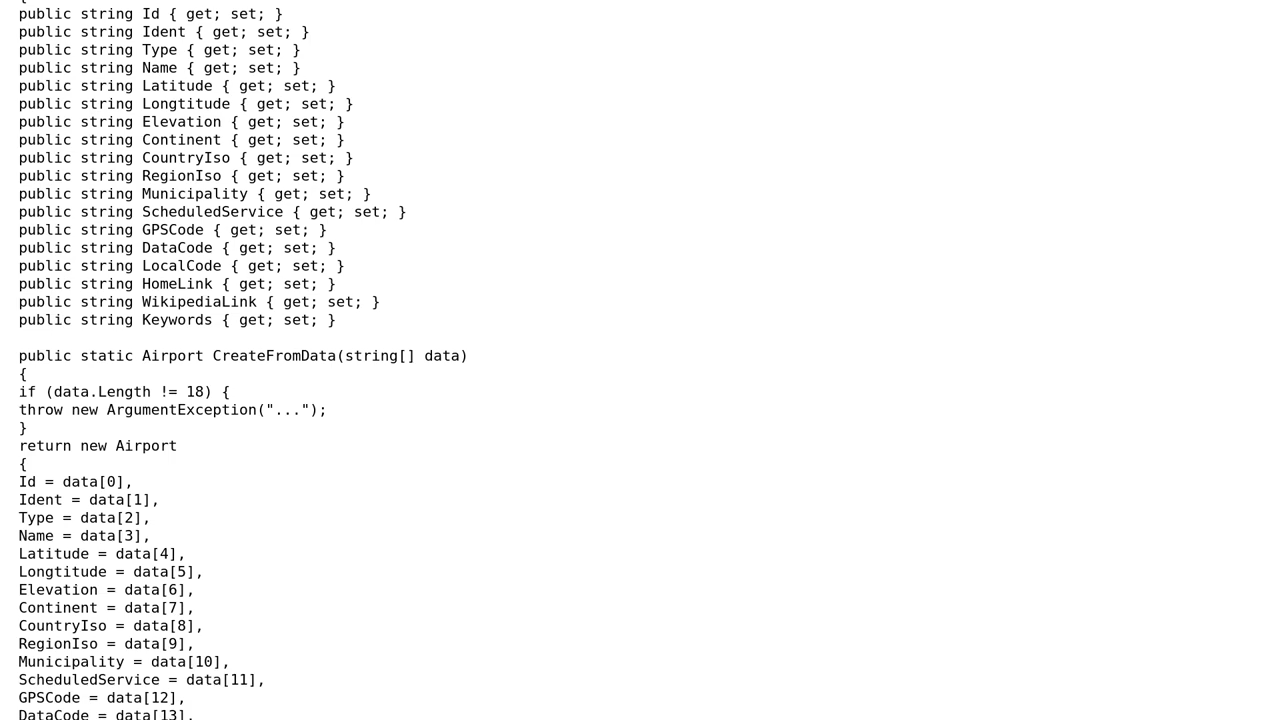 {
public string Id { get; set; }
public string Ident { get; set; }
public string Type { get; set; }
public string Name { get; set; }
public string Latitude { get; set; }
public string Longtitude { get; set; }
public string Elevation { get; set; }
public string Continent { get; set; }
public string CountryIso { get; set; }
public string RegionIso { get; set; }
public string Municipality { get; set; }
public string ScheduledService { get; set; }
public string GPSCode { get; set; }
public string DataCode { get; set; }
public string LocalCode { get; set; }
public string HomeLink { get; set; }
public string WikipediaLink { get; set; }
public string Keywords { get; set; }

public static Airport CreateFromData(string[] data)
{
if (data.Length != 18) {
throw new ArgumentException("...");
}
return new Airport
{
Id = data[0],
Ident = data[1],
Type = data[2],
Name = data[3],
Latitude = data[4],
Longtitude = data[5],
Elevation = data[6],
Continent = data[7],
CountryIso = data[8],
RegionIso = data[9],
Municipality = data[10],
ScheduledService = data[11],
GPSCode = data[12],
DataCode = data[13],